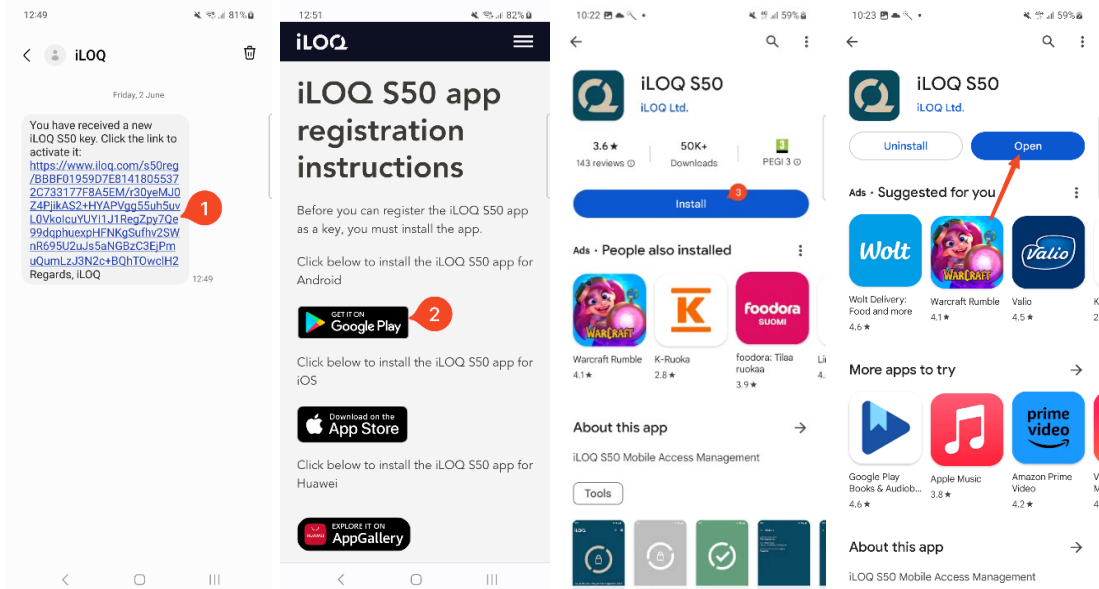 12:49
81%
iLOQ
Friday, 2 June
You have received a new
iLOQ S50 key. Click the link to
activate it:
https://www.iloq.com/s50reg
/BBBF01959D7E8141805537
2C733177F8A5EM/r30yeMJ0
Z4PjikAS2+HYAPVgg55uh5uv
L0VkoIcuYUYI1J1RegZpy7Qe
99dqphuexpHFNKgSufhv2SW
nR695U2uJs5aNGBzC3EjPm
uQumLzJ3N2c+BQhTOwclH2
Regards, iLOQ
12:49
1
12:51
82%
iLOQ
iLOQ S50 app
registration
instructions
Before you can register the iLOQ S50 app
as a key, you must install the app.
Click below to install the iLOQ S50 app for
Android
GET IT ON
Google Play
2
Click below to install the iLOQ S50 app for
iOS
Download on the
App Store
Click below to install the iLOQ S50 app for
Huawei
HUAWEI
EXPLORE IT ON
AppGallery
10:22
59%
iLOQ S50
iLOQ Ltd.
3.6★
143 reviews
50K+
Downloads
3
PEGI 3
Install
3
Ads · People also installed
WARCRAFT
K
foodora
SUOMI
Warcraft Rumble
4.1★
K-Ruoka
2.8★
foodora: Tilaa
ruokaa
3.9★
Li
4.
About this app
iLOQ S50 Mobile Access Management
Tools
iLOQ
10:23
59%
iLOQ S50
iLOQ Ltd.
Uninstall
Open
Ads · Suggested for you
Wolt
WARCRAFT
Valio
Wolt Delivery:
Food and more
4.6★
Warcraft Rumble
4.1★
Valio
4.5★
K
2
More apps to try
prime
video
Google Play
Books & Audiob...
4.6★
Apple Music
3.8★
Amazon Prime
Video
4.2★
V
M
4
About this app
iLOQ S50 Mobile Access Management